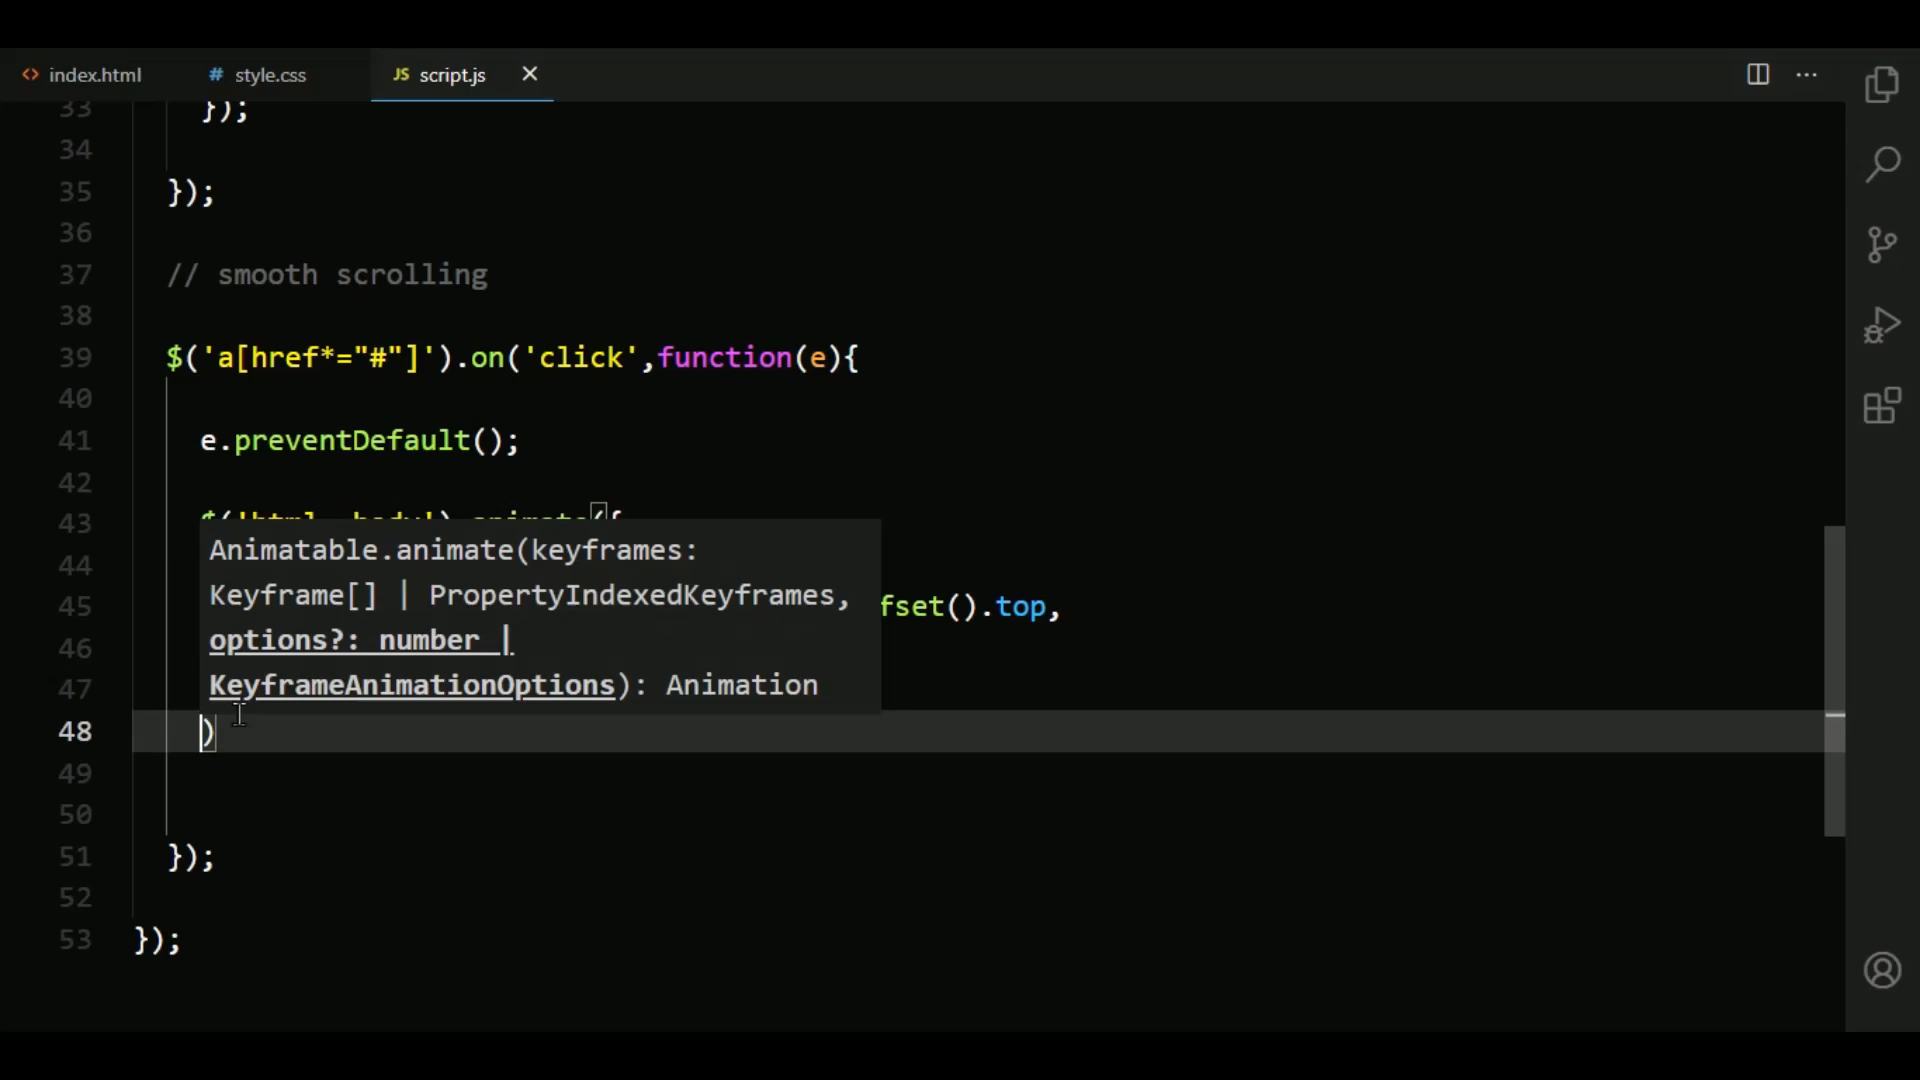 index.html
style.css
JS script.js
33 });
34
35 });
36
37 // smooth scrolling
38
39 $('a[href*="#"]').on('click',function(e){
40
41 e.preventDefault();
42
43 $('html, body').animate({
44
Animatable.animate(keyframes:
Keyframe[] | PropertyIndexedKeyframes,
45 fset().top,
46
options?: number |
47
KeyframeAnimationOptions): Animation
48 )
49
50
51 });
52
53 });